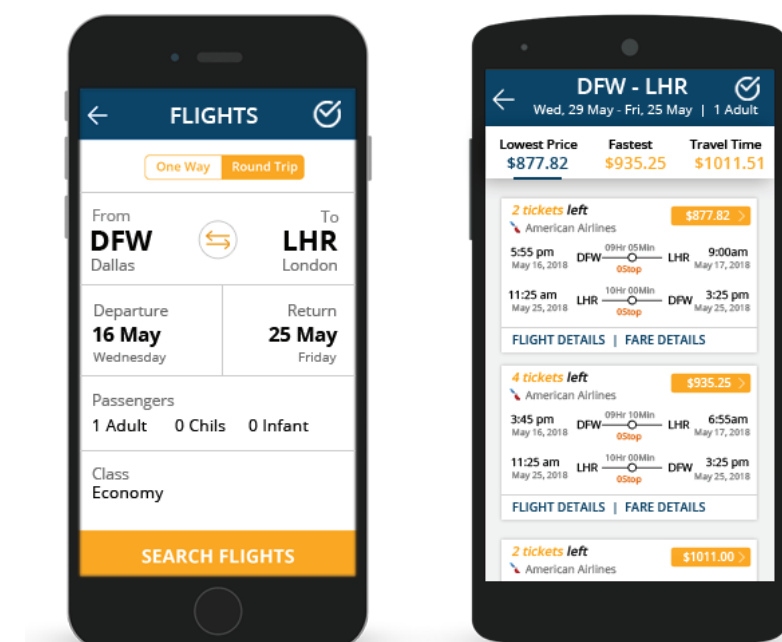 FLIGHTS
One Way Round Trip
From To
DFW LHR
Dallas London
Departure Return
16 May 25 May
Wednesday Friday
Passengers
1 Adult 0 Chils 0 Infant
Class
Economy
SEARCH FLIGHTS
DFW - LHR
Wed, 29 May - Fri, 25 May | 1 Adult
Lowest Price Fastest Travel Time
$877.82 $935.25 $1011.51
2 tickets left $877.82 >
American Airlines
5:55 pm DFW 09Hr 05Min LHR 9:00am
May 16, 2018 0Stop May 17, 2018
11:25 am LHR 10Hr 00Min DFW 3:25 pm
May 25, 2018 0Stop May 25, 2018
FLIGHT DETAILS | FARE DETAILS
4 tickets left $935.25 >
American Airlines
3:45 pm DFW 09Hr 10Min LHR 6:55am
May 16, 2018 0Stop May 17, 2018
11:25 am LHR 10Hr 00Min DFW 3:25 pm
May 25, 2018 0Stop May 25, 2018
FLIGHT DETAILS | FARE DETAILS
2 tickets left $1011.00 >
American Airlines